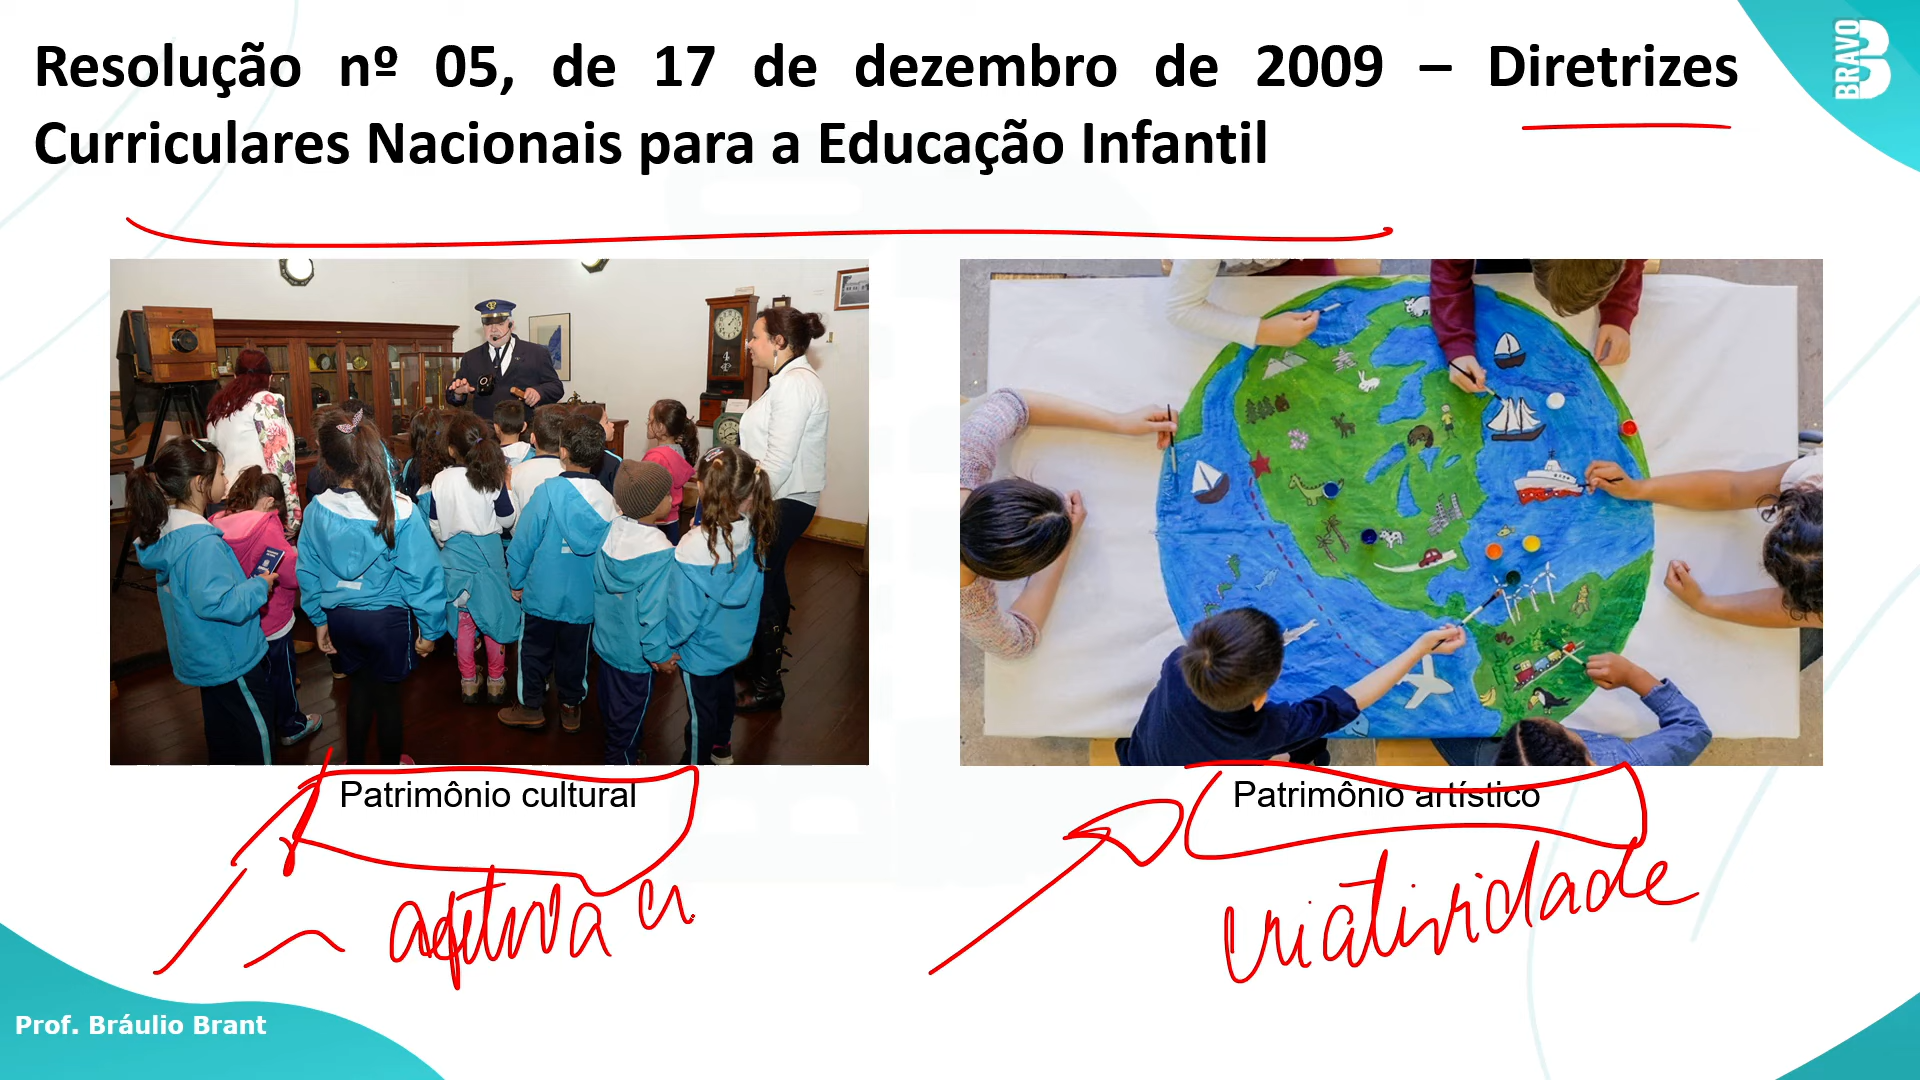 Resolução nº 05, de 17 de dezembro de 2009 – Diretrizes
Curriculares Nacionais para a Educação Infantil
BRAVO
Patrimônio cultural
Patrimônio artístico
criatividade
Prof. Bráulio Brant